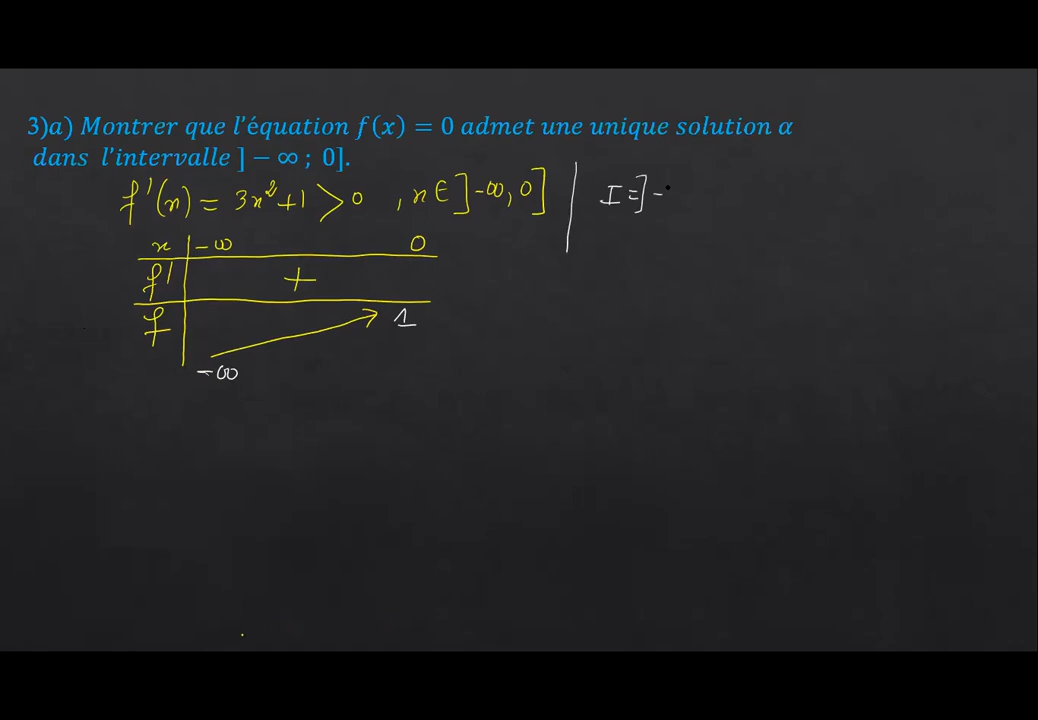 3)a) Montrer que l'équation f(x) = 0 admet une unique solution α
dans l'intervalle ] − ∞ ; 0].
f'(x) = 3x²+1 > 0 , x ∈ ]-∞, 0] | I = ]-
x | -∞ 0
f' | +
f | 1
-∞